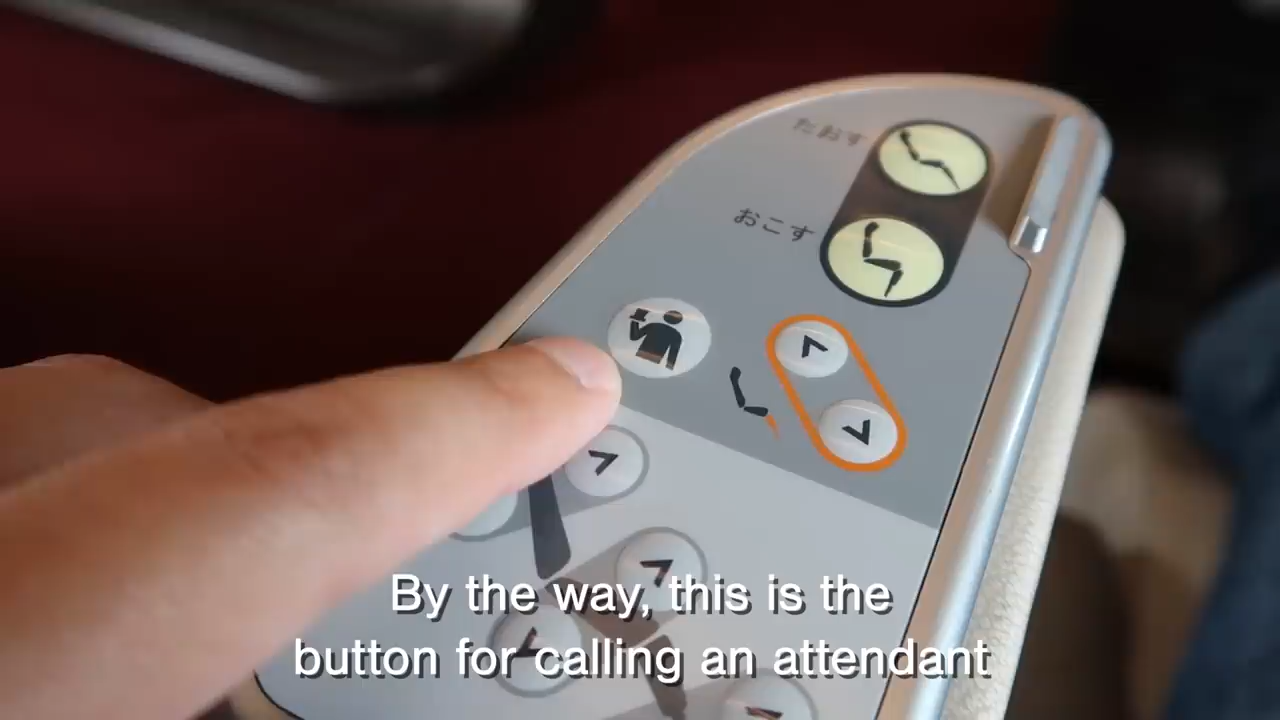 たおす
おこす
By the way, this is the
button for calling an attendant